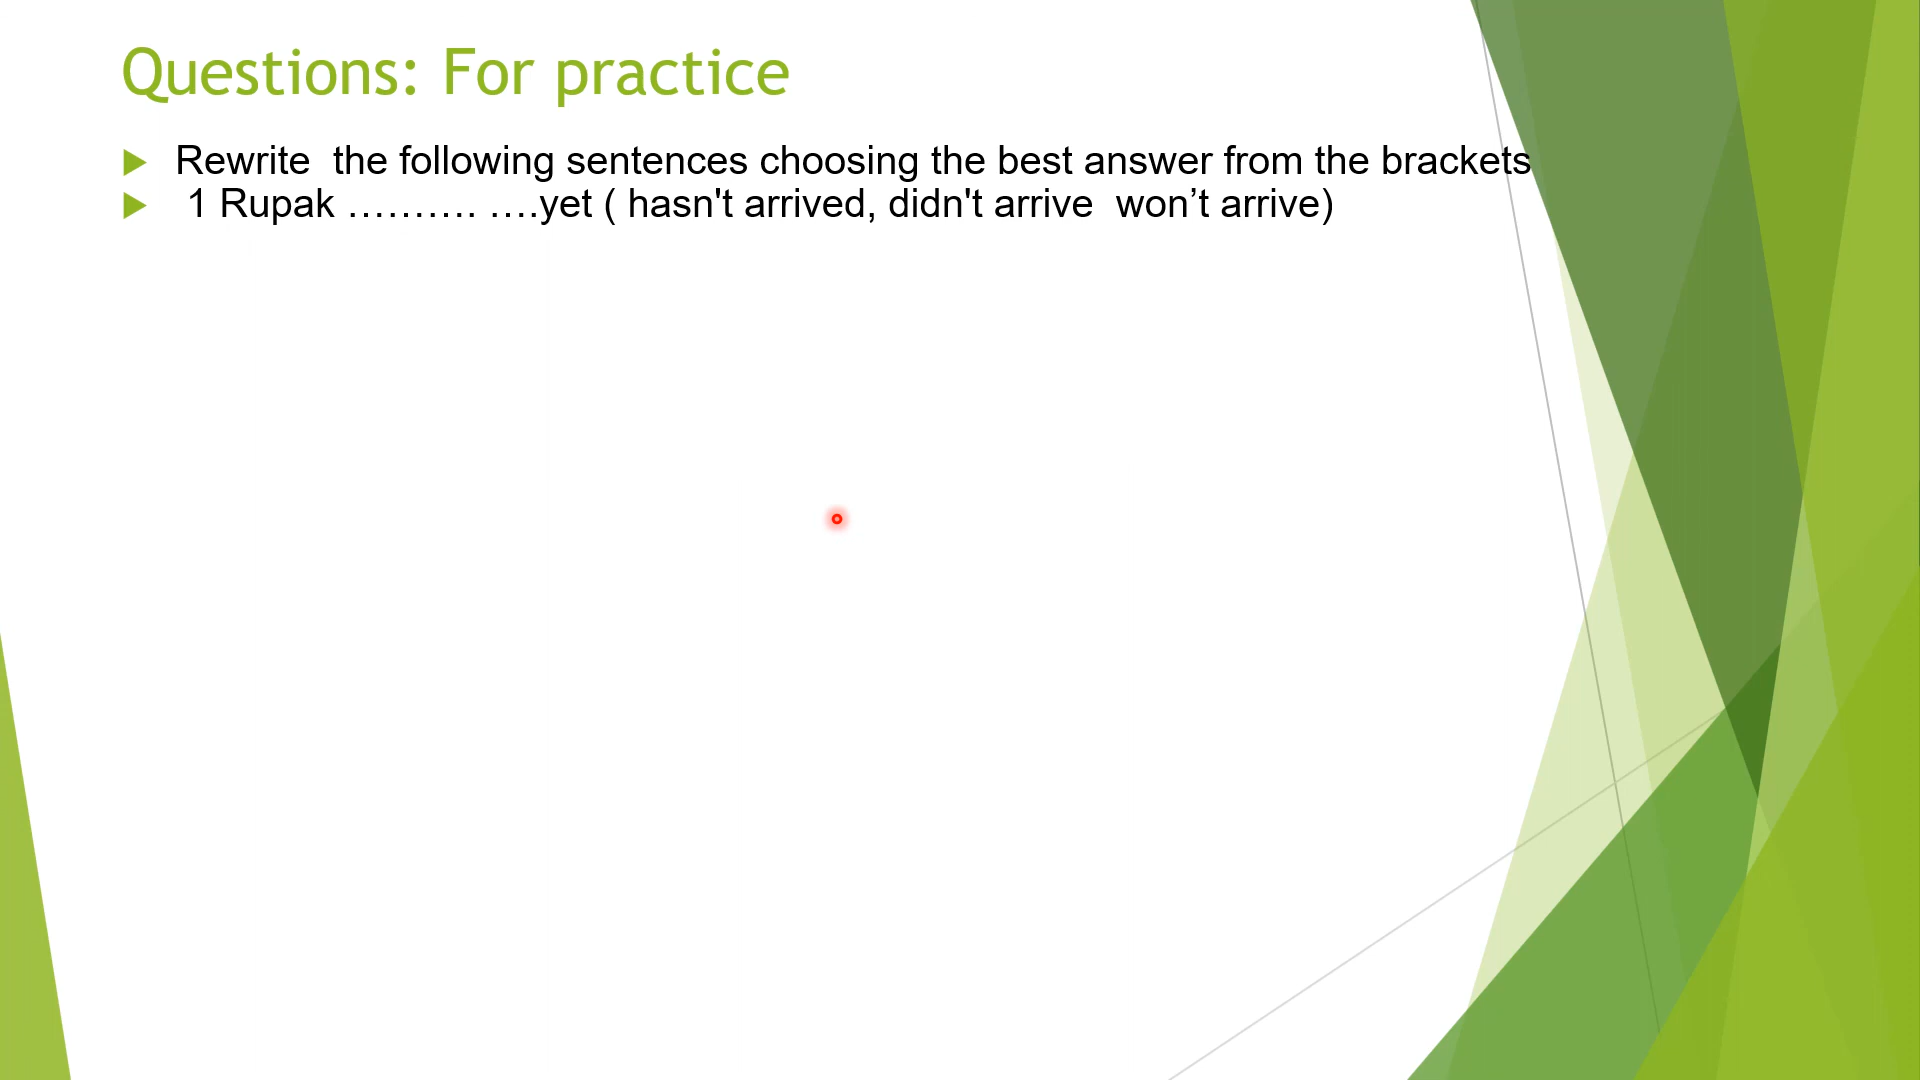 Questions: For practice
Rewrite  the following sentences choosing the best answer from the brackets
1 Rupak ………. ….yet ( hasn't arrived, didn't arrive  won’t arrive)